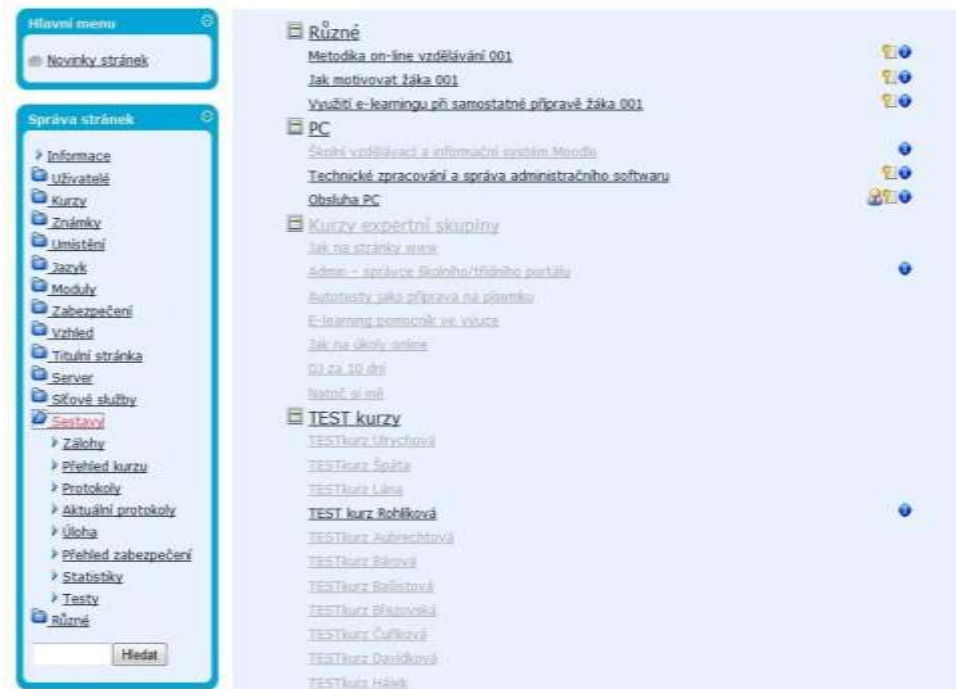 Hlavní menu
Novinky stránek
Správa stránek
Informace
Uživatelé
Kurzy
Známky
Umístění
Jazyk
Moduly
Zabezpečení
Vzhled
Titulní stránka
Server
Síťové služby
Sestavy
Zálohy
Přehled kurzu
Protokoly
Aktuální protokoly
Úloha
Přehled zabezpečení
Statistiky
Testy
Různé
Hledat
Různé
Metodika on-line vzdělávání 001
Jak motivovat žáka 001
Využití e-learningu při samostatné přípravě žáka 001
PC
Školní vzdělávací a informační systém Moodle
Technické zpracování a správa administračního softwaru
Obsluha PC
Kurzy expertní skupiny
Jak na stránky www
Admin – správce školního/třídního portálu
Autotesty jako příprava na písemku
E-learning pomocník ve výuce
Jak na úkoly online
DJ za 10 dní
Natoč si mě
TEST kurzy
TESTkurz Utrychová
TESTkurz Špáta
TESTkurz Lána
TEST kurz Rohlíková
TESTkurz Aubrechtová
TESTkurz Bárová
TESTkurz
TESTkurz Březovská
TESTkurz Čuříková
TESTkurz Davídková
TESTkurz Hájek